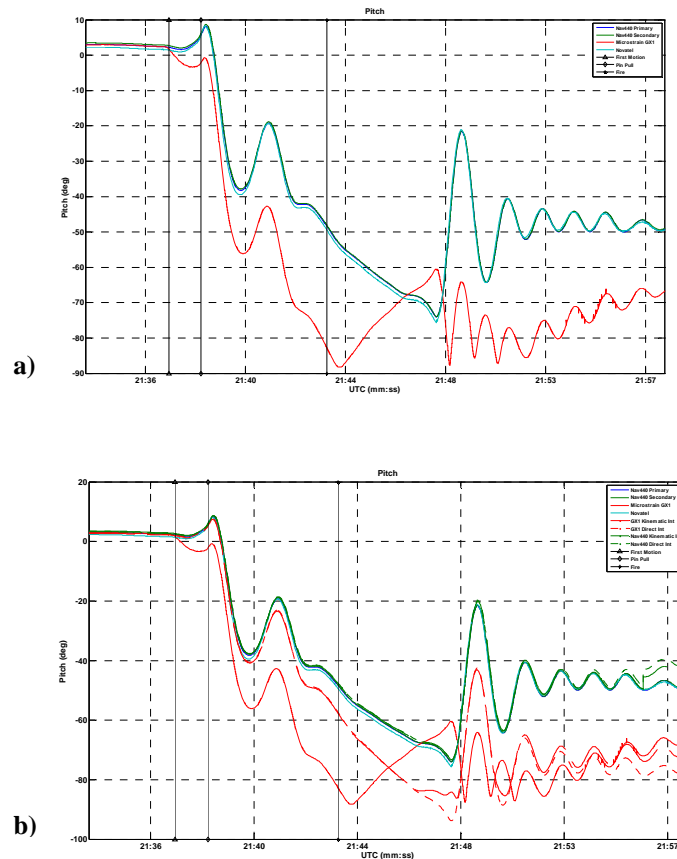 Pitch
Nav440 Primary
Nav440 Secondary
Microstrain GX1
Novatel
First Motion
Pin Pull
Fire
10
0
-10
-20
-30
-40
-50
-60
-70
-80
-90
Pitch (deg)
21:36 21:40 21:44 21:48 21:53 21:57
UTC (mm:ss)
a)
Pitch
Nav440 Primary
Nav440 Secondary
Microstrain GX1
Novatel
GX1 Kinematic Int
GX1 Direct Int
Nav440 Kinematic I
Nav440 Direct Int
First Motion
Pin Pull
Fire
20
0
-20
-40
-60
-80
-100
Pitch (deg)
21:36 21:40 21:44 21:48 21:53 21:57
UTC (mm:ss)
b)